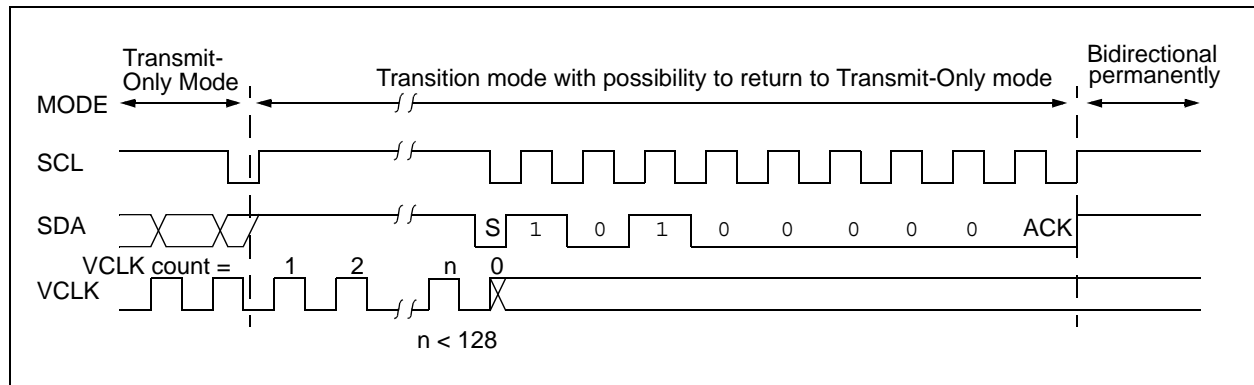 Transmit-
Only Mode
Transition mode with possibility to return to Transmit-Only mode
Bidirectional
permanently
MODE
SCL
SDA S 1 0 1 0 0 0 0 0 ACK
VCLK count = 1 2 n 0
VCLK
n < 128